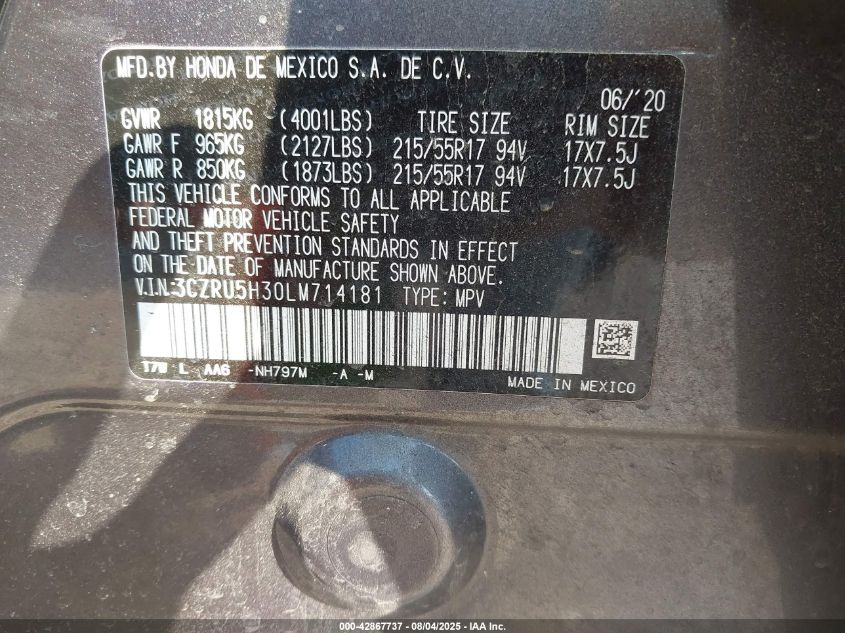 MFD.BY HONDA DE MEXICO S.A. DE C.V.
06/'20
GVWR 1815KG (4001LBS) TIRE SIZE RIM SIZE
GAWR F 965KG (2127LBS) 215/55R17 94V 17X7.5J
GAWR R 850KG (1873LBS) 215/55R17 94V 17X7.5J
THIS VEHICLE CONFORMS TO ALL APPLICABLE
FEDERAL MOTOR VEHICLE SAFETY
AND THEFT PREVENTION STANDARDS IN EFFECT
ON THE DATE OF MANUFACTURE SHOWN ABOVE.
V.I.N:3CZRU5H30LM714181 TYPE: MPV
T7W L AA6 -NH797M -A -M
MADE IN MEXICO
000-42867737 - 08/04/2025 - IAA Inc.